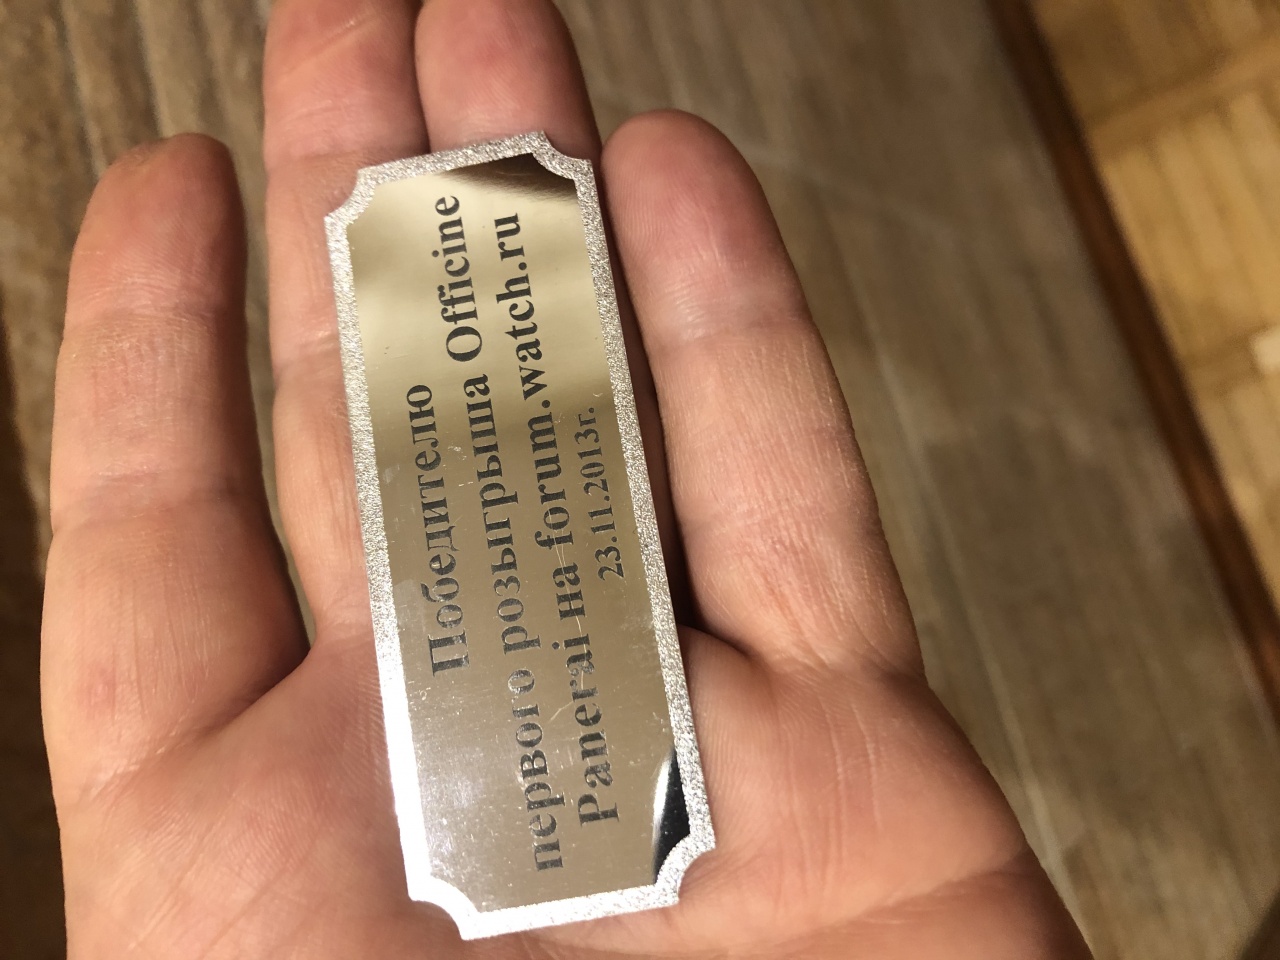 Победителю
первого розыгрыша Officine
Panerai на forum.watch.ru
23.11.2013г.